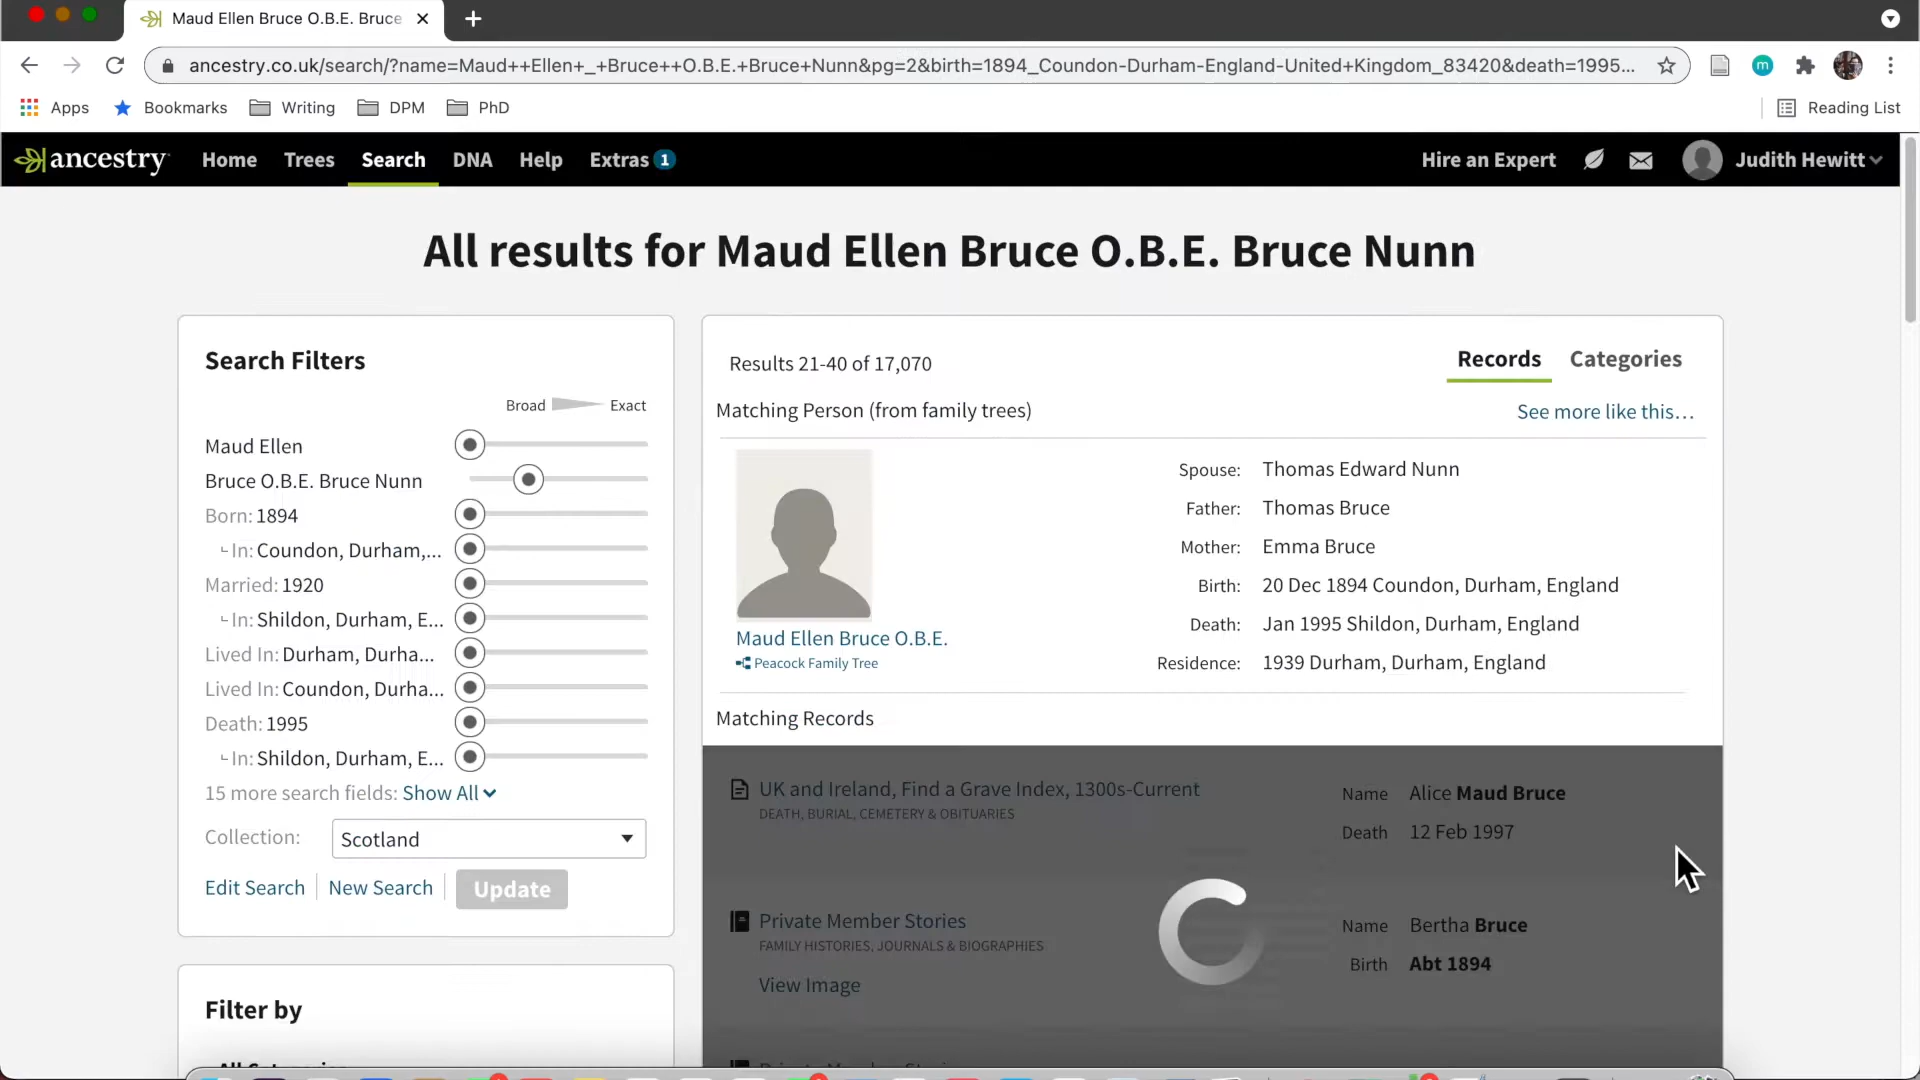 Maud Ellen Bruce O.B.E. Bruce
ancestry.co.uk/search/?name=Maud++Ellen+_+Bruce++O.B.E.+Bruce+Nunn&pg=2&birth=1894_Coundon-Durham-England-United+Kingdom_83420&death=1995...
m
Apps Bookmarks Writing DPM PhD Reading List
ancestry Home Trees Search DNA Help Extras 1 Hire an Expert Judith Hewitt
All results for Maud Ellen Bruce O.B.E. Bruce Nunn
Search Filters
Broad Exact
Maud Ellen
Bruce O.B.E. Bruce Nunn
Born: 1894
In: Coundon, Durham,...
Married: 1920
In: Shildon, Durham, E...
Lived In: Durham, Durha...
Lived In: Coundon, Durha...
Death: 1995
In: Shildon, Durham, E...
15 more search fields: Show All
Collection: Scotland
Edit Search New Search Update
Filter by
Results 21-40 of 17,070
Records Categories
Matching Person (from family trees)
See more like this...
Maud Ellen Bruce O.B.E.
Peacock Family Tree
Spouse: Thomas Edward Nunn
Father: Thomas Bruce
Mother: Emma Bruce
Birth: 20 Dec 1894 Coundon, Durham, England
Death: Jan 1995 Shildon, Durham, England
Residence: 1939 Durham, Durham, England
Matching Records
UK and Ireland, Find a Grave Index, 1300s-Current
DEATH, BURIAL, CEMETERY & OBITUARIES
Name Alice Maud Bruce
Death 12 Feb 1997
Private Member Stories
FAMILY HISTORIES, JOURNALS & BIOGRAPHIES
View Image
Name Bertha Bruce
Birth Abt 1894